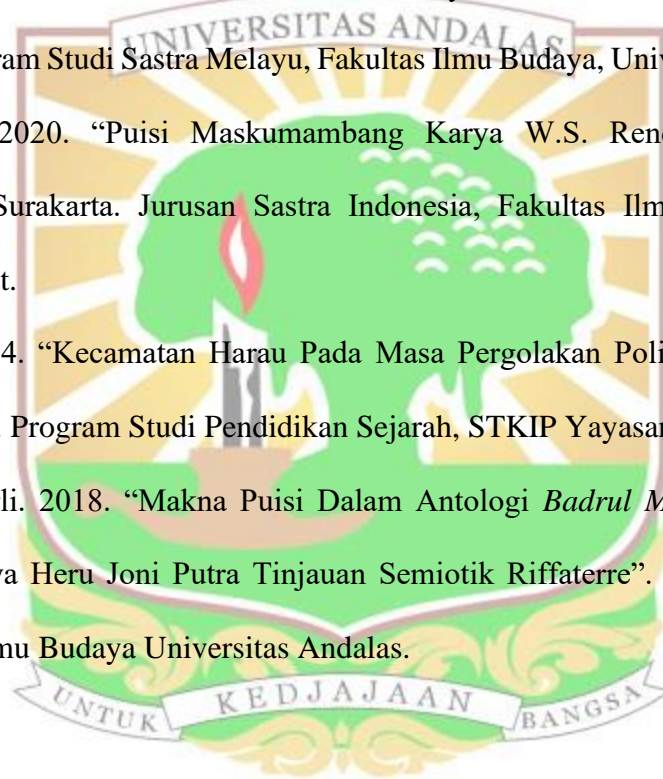 UNIVERSITAS ANDALAS
ram Studi Sastra Melayu, Fakultas Ilmu Budaya, Univ
2020. “Puisi Maskumambang Karya W.S. Ren
Surakarta. Jurusan Sastra Indonesia, Fakultas Ilm
t.
4. “Kecamatan Harau Pada Masa Pergolakan Poli
. Program Studi Pendidikan Sejarah, STKIP Yayasan
li. 2018. “Makna Puisi Dalam Antologi Badrul M
a Heru Joni Putra Tinjauan Semiotik Riffaterre”.
mu Budaya Universitas Andalas.
UNTUK KEDJAJAAN BANGSA